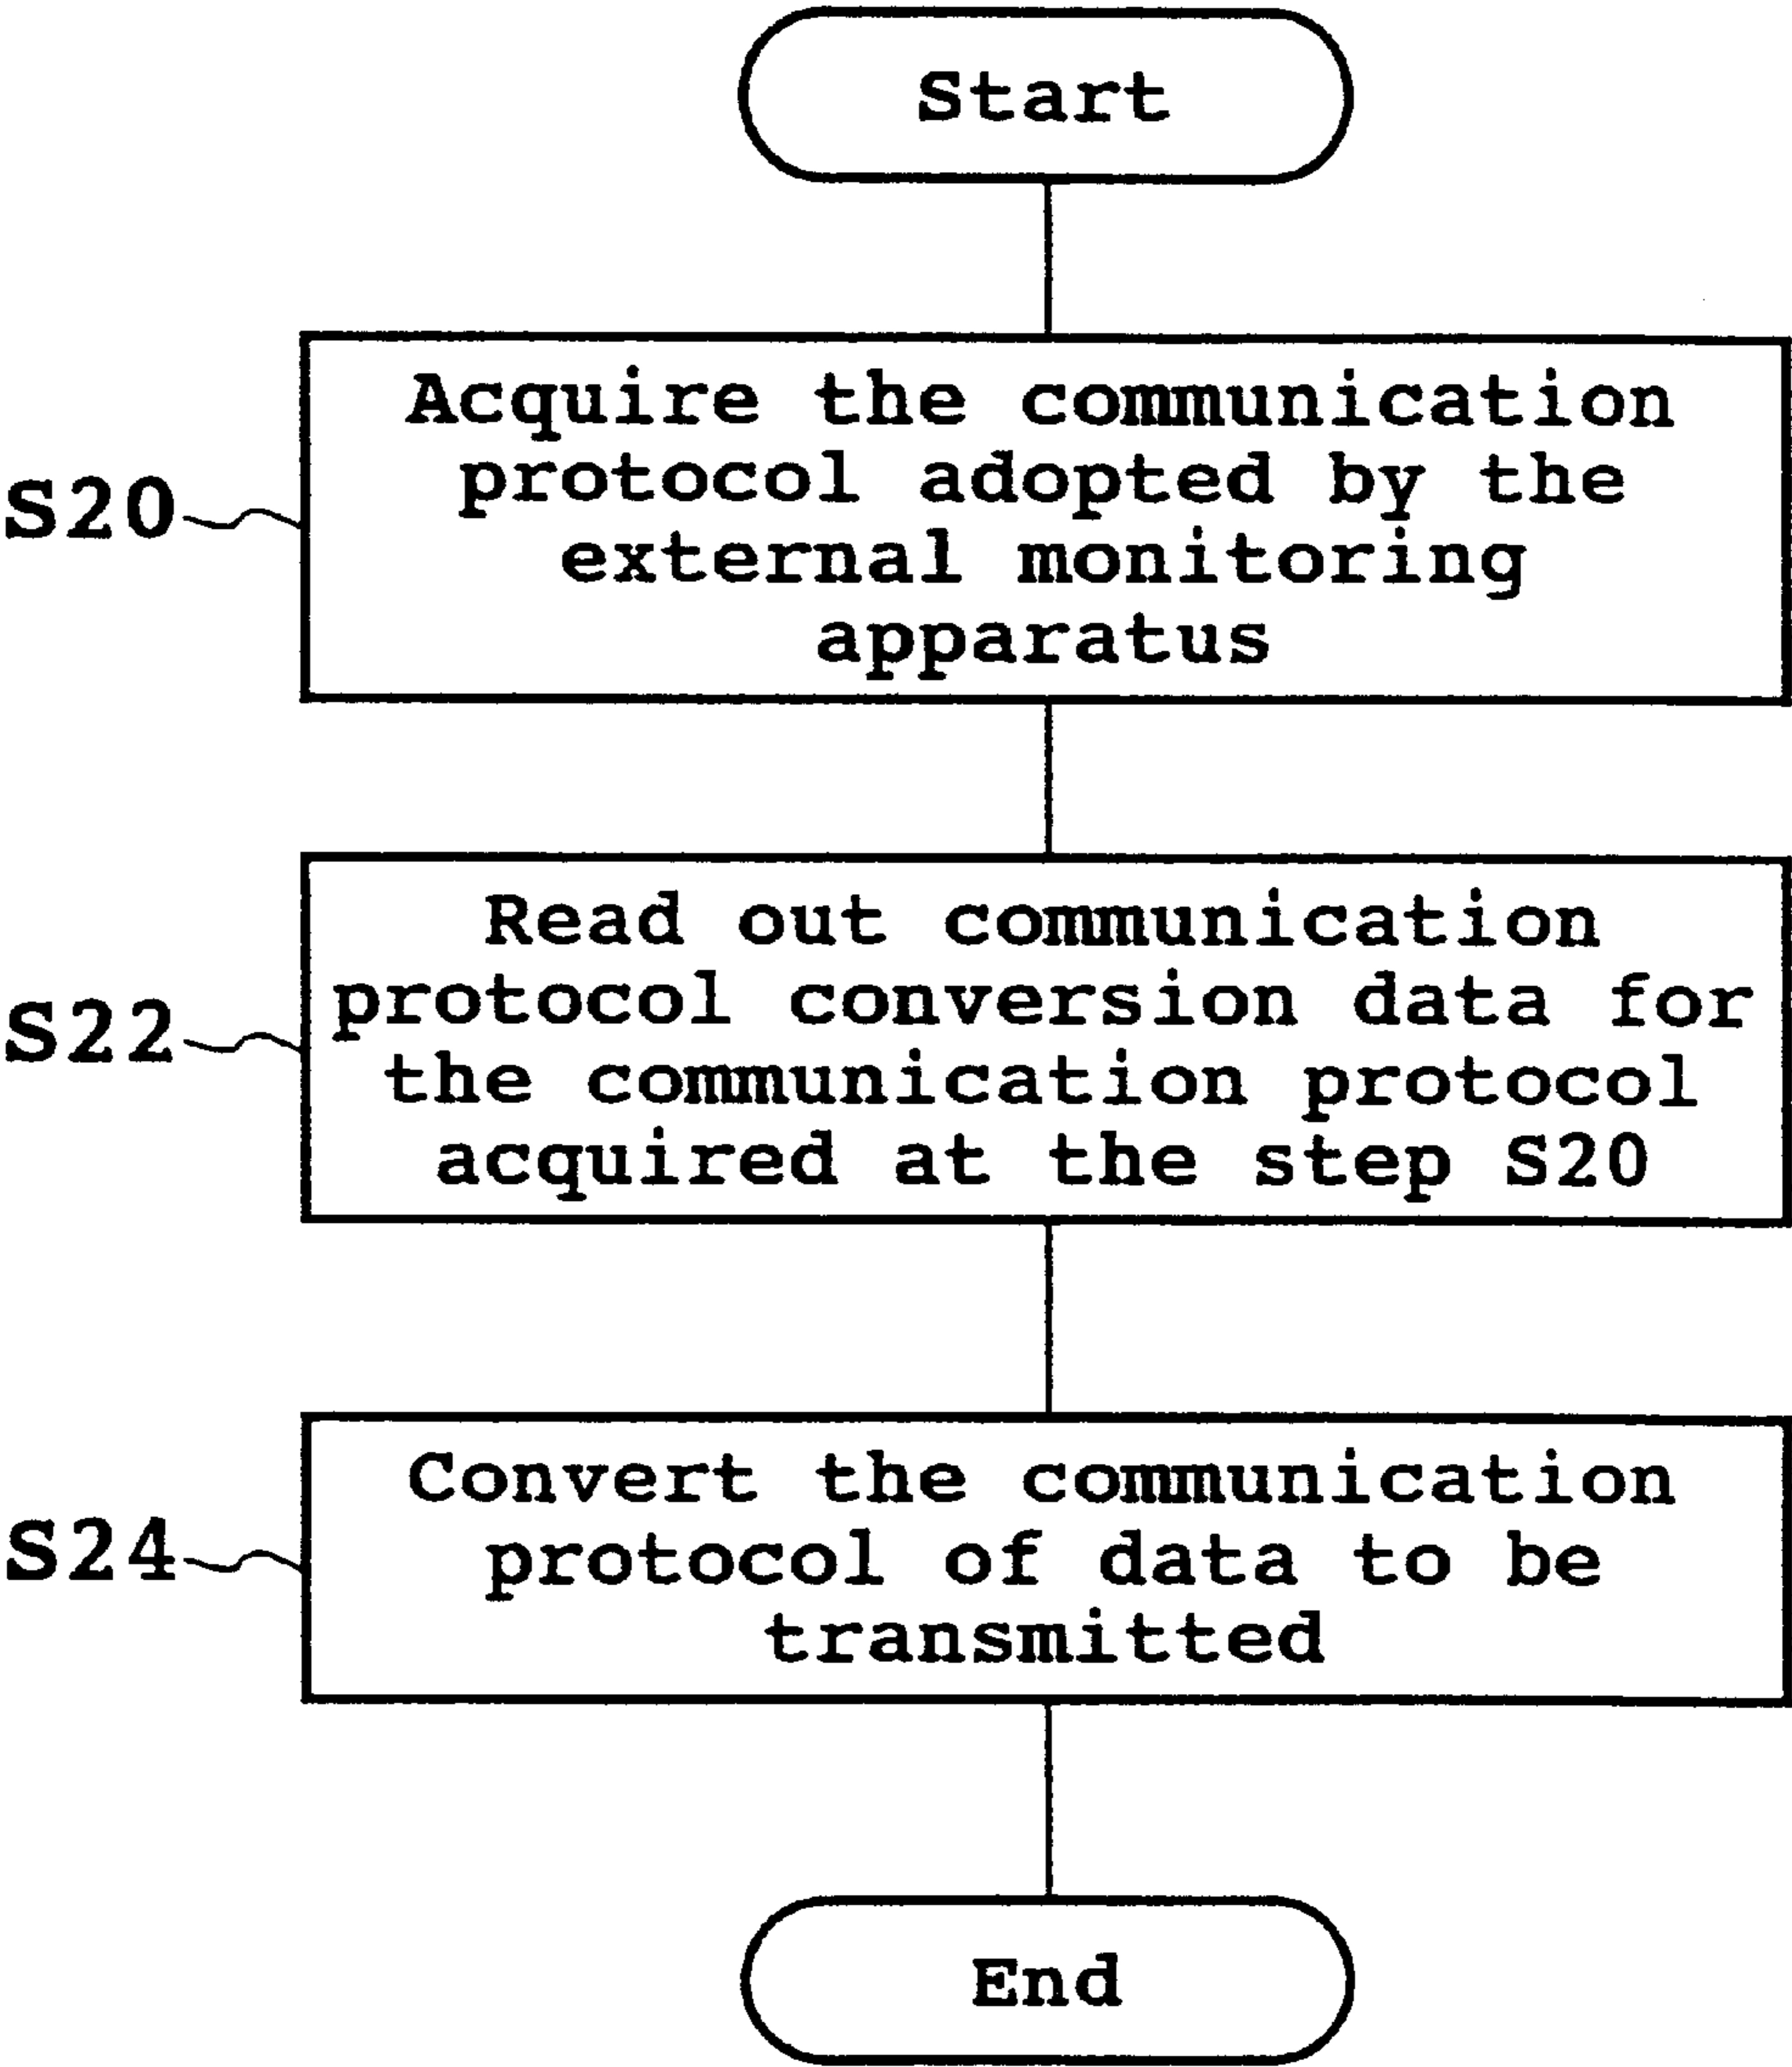 Start
Acquire the communication
protocol adopted by the
external monitoring
apparatus
S20
Read out communication
protocol conversion data for
the communication protocol
acquired at the step S20
S22
Convert the communication
protocol of data to be
transmitted
S24
End